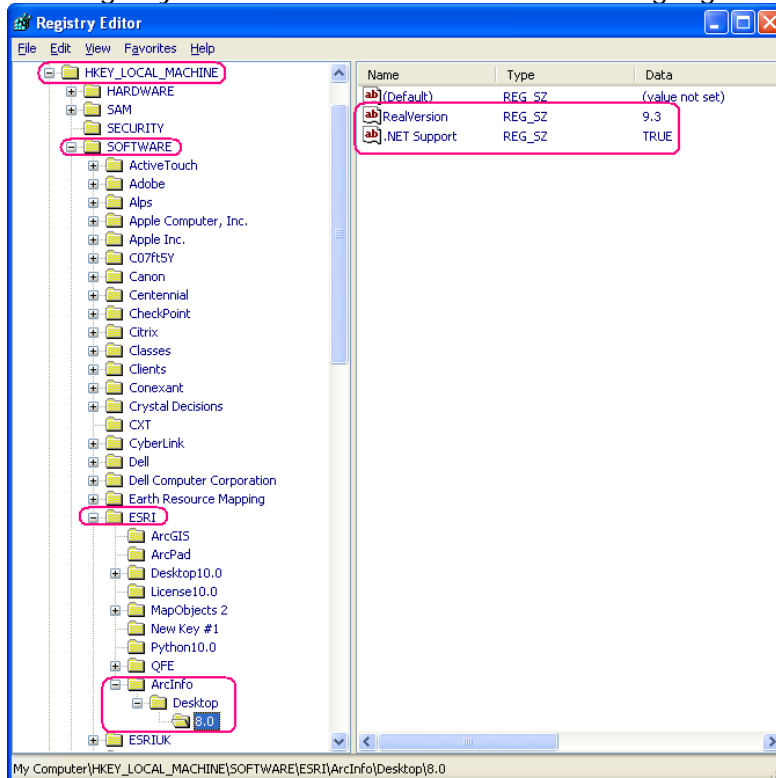 Registry Editor
File Edit View Favorites Help
HKEY_LOCAL_MACHINE
HARDWARE
SAM
SECURITY
SOFTWARE
ActiveTouch
Adobe
Alps
Apple Computer, Inc.
Apple Inc.
C07ft5Y
Canon
Centennial
CheckPoint
Citrix
Classes
Clients
Conexant
Crystal Decisions
CXT
CyberLink
Dell
Dell Computer Corporation
Earth Resource Mapping
ESRI
ArcGIS
ArcPad
Desktop10.0
License10.0
MapObjects 2
New Key #1
Python10.0
QFE
ArcInfo
Desktop
8.0
ESRIUK
Name Type Data
ab (Default) REG_SZ (value not set)
ab RealVersion REG_SZ 9.3
ab .NET Support REG_SZ TRUE
My Computer\HKEY_LOCAL_MACHINE\SOFTWARE\ESRI\ArcInfo\Desktop\8.0